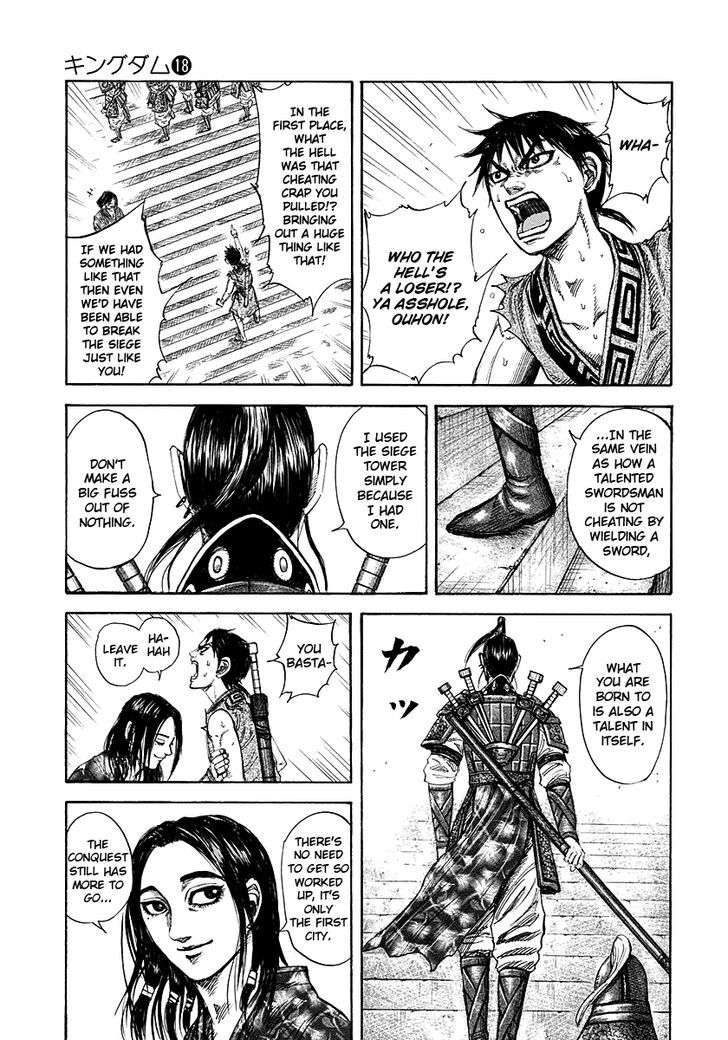 キングダム18
WHA-
WHO THE
HELL'S
A LOSER!?
YA ASSHOLE,
OUHON!
IN THE
FIRST PLACE,
WHAT
THE HELL
WAS THAT
CHEATING
CRAP YOU
PULLED!?
BRINGING
OUT A HUGE
THING LIKE
THAT!
IF WE HAD
SOMETHING
LIKE THAT
THEN EVEN
WE'D HAVE
BEEN ABLE
TO BREAK
THE SIEGE
JUST LIKE
YOU!
...IN THE
SAME VEIN
AS HOW A
TALENTED
SWORDSMAN
IS NOT
CHEATING BY
WIELDING A
SWORD,
I USED
THE SIEGE
TOWER
SIMPLY
BECAUSE
I HAD
ONE.
DON'T
MAKE A
BIG FUSS
OUT OF
NOTHING.
WHAT
YOU ARE
BORN TO
IS ALSO A
TALENT IN
ITSELF.
カッ
YOU
BASTA-
HA-
HAH
LEAVE
IT.
THERE'S
NO NEED
TO GET SO
WORKED
UP, IT'S
ONLY
THE FIRST
CITY.
THE
CONQUEST
STILL HAS
MORE TO
GO...